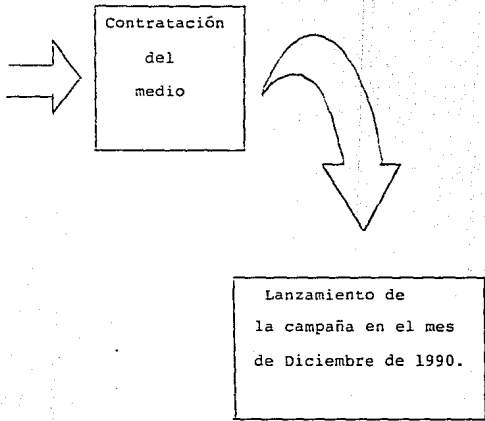 Contratación
del
medio
Lanzamiento de
la campaña en el mes
de Diciembre de 1990.